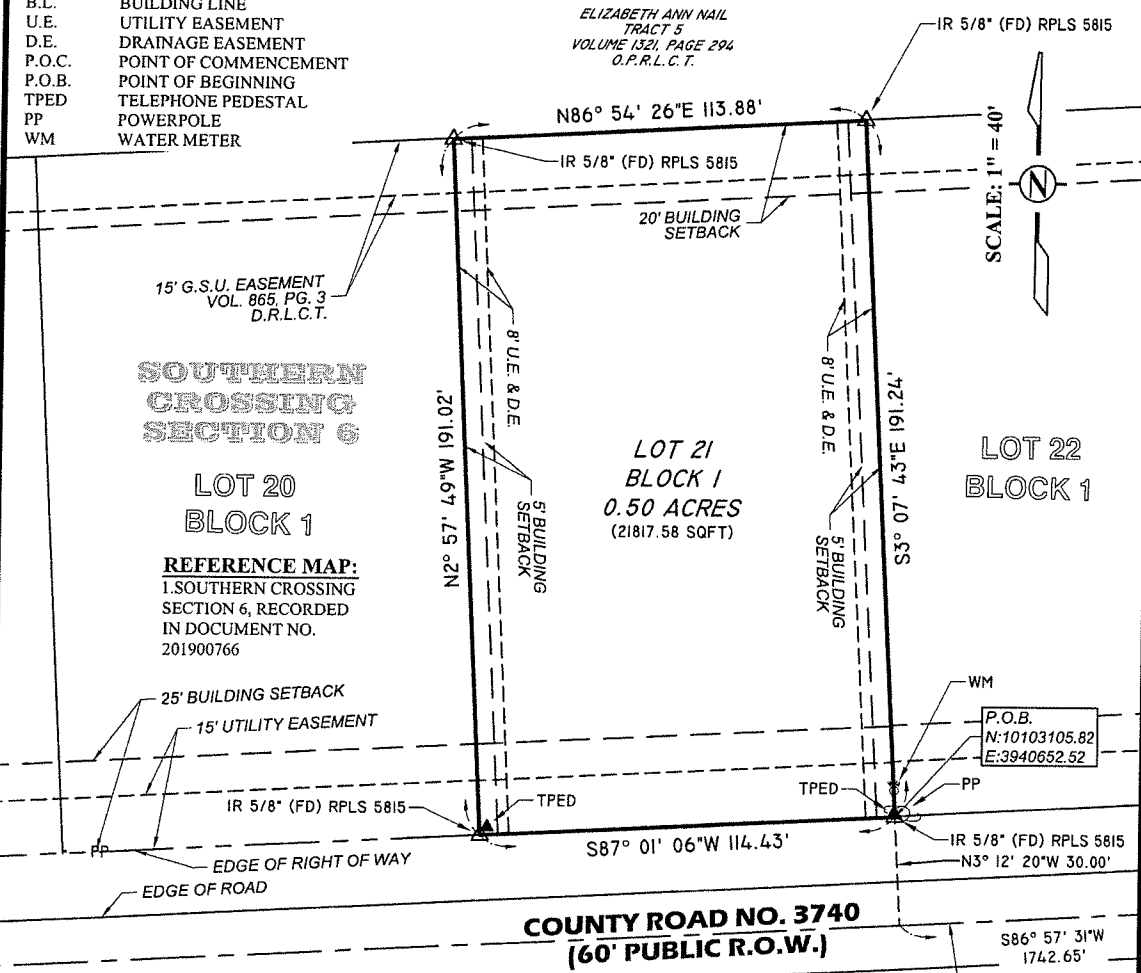 B.L. BUILDING LINE
U.E. UTILITY EASEMENT
D.E. DRAINAGE EASEMENT
P.O.C. POINT OF COMMENCEMENT
P.O.B. POINT OF BEGINNING
TPED TELEPHONE PEDESTAL
PP POWERPOLE
WM WATER METER
ELIZABETH ANN NAIL
TRACT 5
VOLUME 1321, PAGE 294
O.P.R.L.C.T.
IR 5/8" (FD) RPLS 5815
N86° 54' 26"E 113.88'
IR 5/8" (FD) RPLS 5815
SCALE: 1" = 40'
N
20' BUILDING
SETBACK
15' G.S.U. EASEMENT
VOL. 865, PG. 3
D.R.L.C.T.
8' U.E. & D.E.
8' U.E. & D.E.
SOUTHERN
CROSSING
SECTION 6
LOT 20
BLOCK 1
N2° 57' 49"W 191.02'
5' BUILDING
SETBACK
LOT 21
BLOCK 1
0.50 ACRES
(21817.58 SQFT)
5' BUILDING
SETBACK
S3° 07' 43"E 191.24'
LOT 22
BLOCK 1
REFERENCE MAP:
1.SOUTHERN CROSSING
SECTION 6, RECORDED
IN DOCUMENT NO.
201900766
25' BUILDING SETBACK
15' UTILITY EASEMENT
WM
P.O.B.
N:10103105.82
E:3940652.52
IR 5/8" (FD) RPLS 5815
TPED
TPED
PP
PP
S87° 01' 06"W 114.43'
IR 5/8" (FD) RPLS 5815
N3° 12' 20"W 30.00'
EDGE OF RIGHT OF WAY
EDGE OF ROAD
COUNTY ROAD NO. 3740
(60' PUBLIC R.O.W.)
S86° 57' 31"W
1742.65'